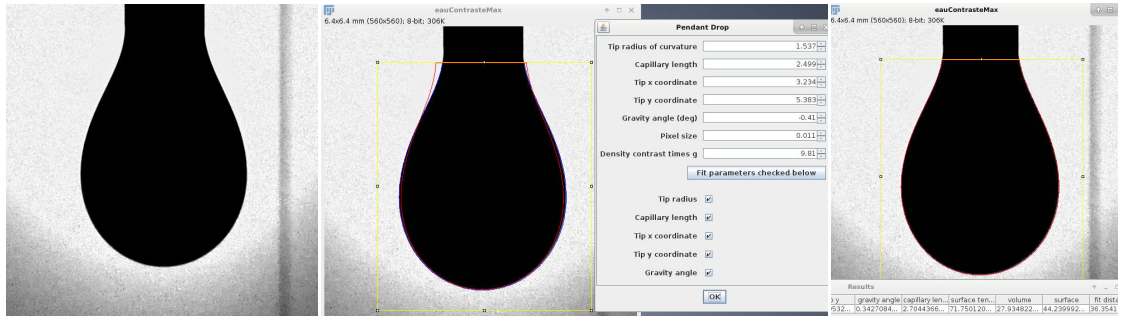 eauContrasteMax
6.4x6.4 mm (560x560); 8-bit; 306K
Pendant Drop
Tip radius of curvature 1.537
Capillary length 2.499
Tip x coordinate 3.234
Tip y coordinate 5.383
Gravity angle (deg) -0.41
Pixel size 0.011
Density contrast times g 9.81
Fit parameters checked below
Tip radius
Capillary length
Tip x coordinate
Tip y coordinate
Gravity angle
OK
eauContrasteMax
6.4x6.4 mm (560x560); 8-bit; 306K
Results
y gravity angle capillary len... surface ten... volume surface fit dista
532... 0.3427084... 2.7044366... 71.750120... 27.934822... 44.239992... 36.3541